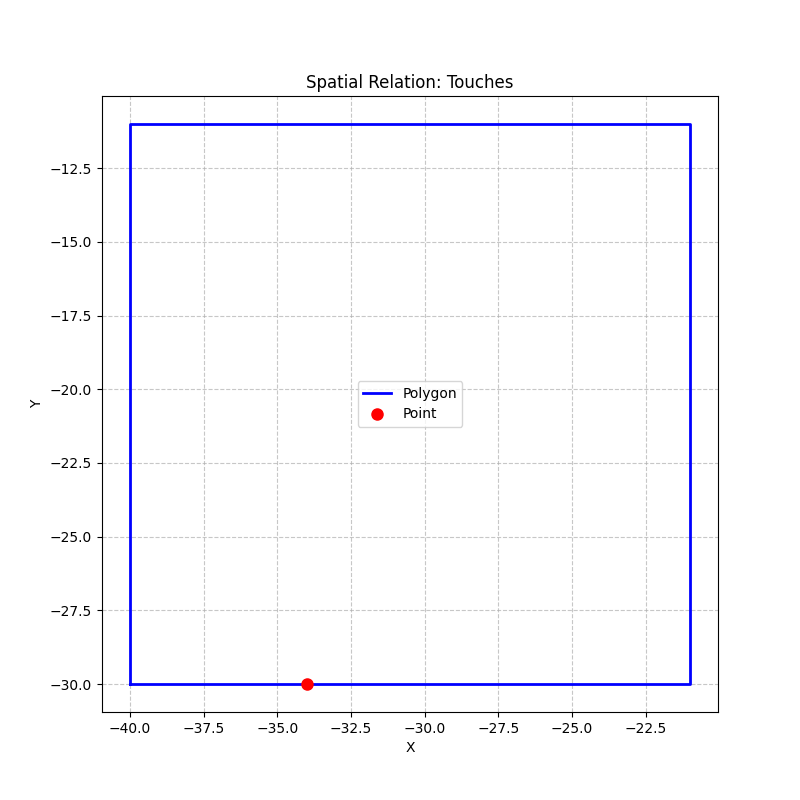 Spatial Relation: Touches
−12.5
−15.0
−17.5
−20.0
−22.5
−25.0
−27.5
−30.0
Y
Polygon
Point
−40.0 −37.5 −35.0 −32.5 −30.0 −27.5 −25.0 −22.5
X